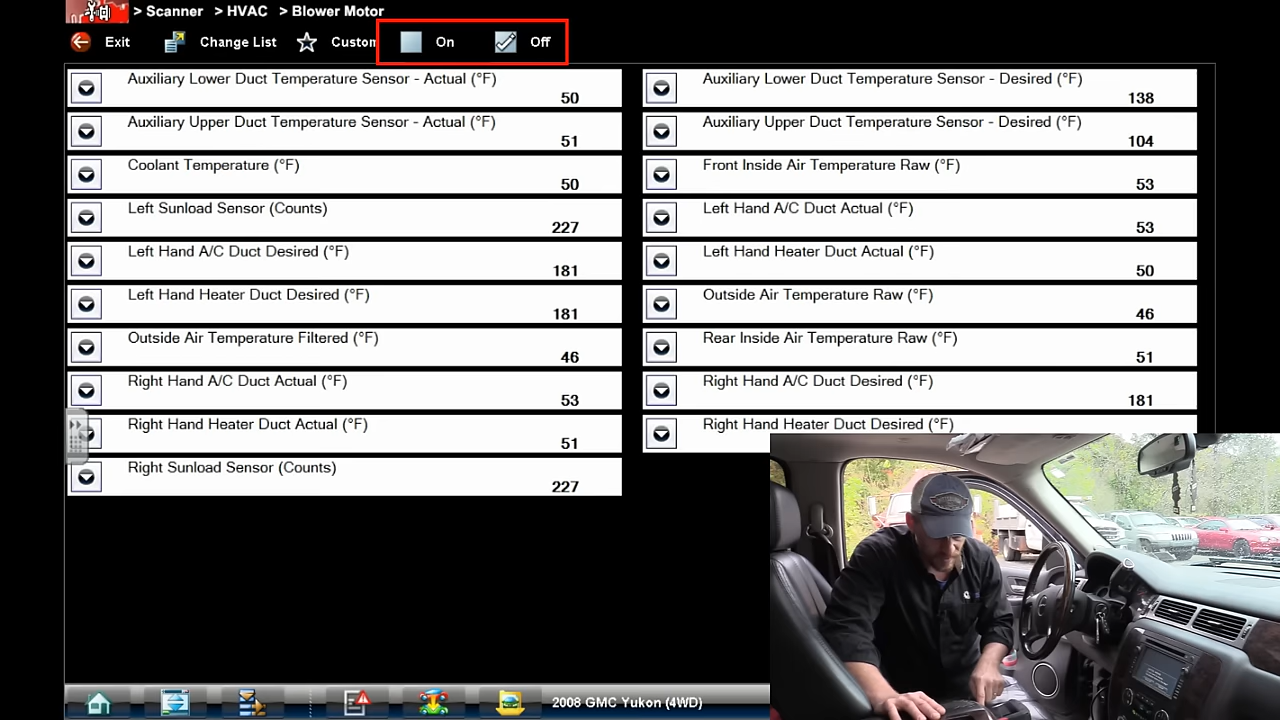 > Scanner > HVAC > Blower Motor
Exit Change List Custom On Off
Auxiliary Lower Duct Temperature Sensor - Actual (°F)
50
Auxiliary Lower Duct Temperature Sensor - Desired (°F)
138
Auxiliary Upper Duct Temperature Sensor - Actual (°F)
51
Auxiliary Upper Duct Temperature Sensor - Desired (°F)
104
Coolant Temperature (°F)
50
Front Inside Air Temperature Raw (°F)
53
Left Sunload Sensor (Counts)
227
Left Hand A/C Duct Actual (°F)
53
Left Hand A/C Duct Desired (°F)
181
Left Hand Heater Duct Actual (°F)
50
Left Hand Heater Duct Desired (°F)
181
Outside Air Temperature Raw (°F)
46
Outside Air Temperature Filtered (°F)
46
Rear Inside Air Temperature Raw (°F)
51
Right Hand A/C Duct Actual (°F)
53
Right Hand A/C Duct Desired (°F)
181
Right Hand Heater Duct Actual (°F)
51
Right Hand Heater Duct Desired (°F)
Right Sunload Sensor (Counts)
227
2008 GMC Yukon (4WD)